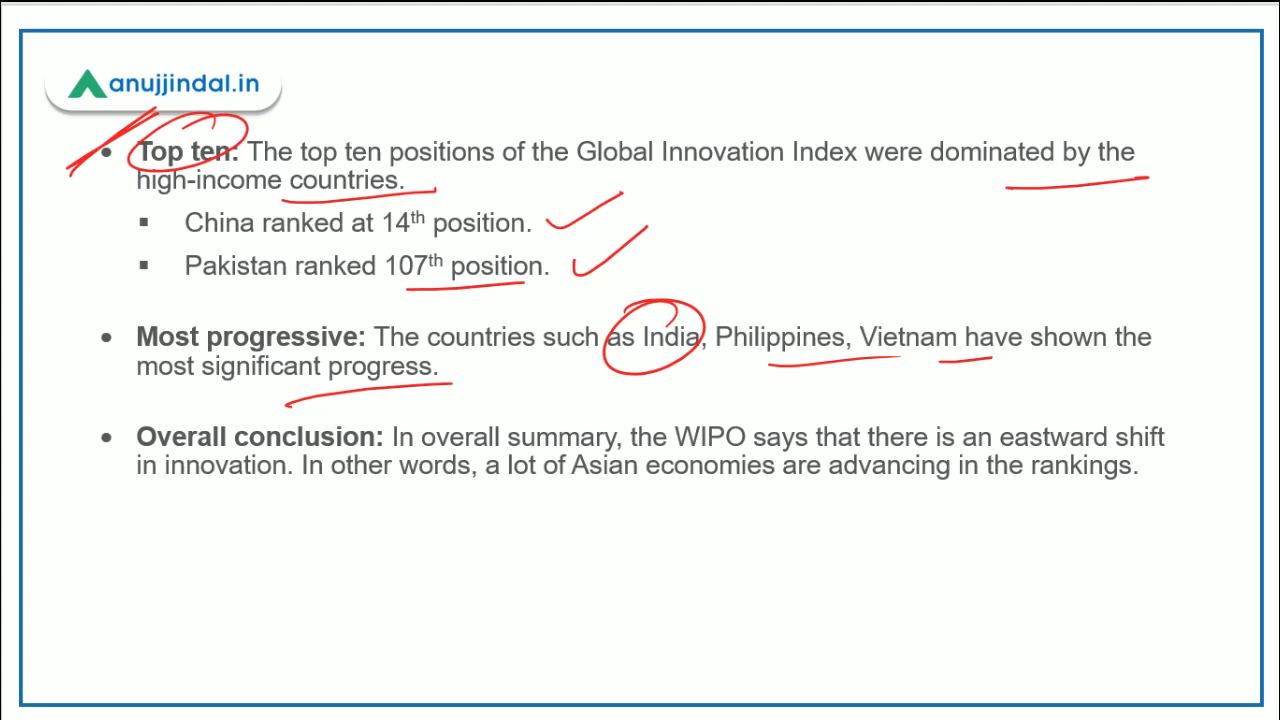 anujjindal.in
• Top ten: The top ten positions of the Global Innovation Index were dominated by the
high-income countries.
▪ China ranked at 14th position.
▪ Pakistan ranked 107th position.
• Most progressive: The countries such as India, Philippines, Vietnam have shown the
most significant progress.
• Overall conclusion: In overall summary, the WIPO says that there is an eastward shift
in innovation. In other words, a lot of Asian economies are advancing in the rankings.